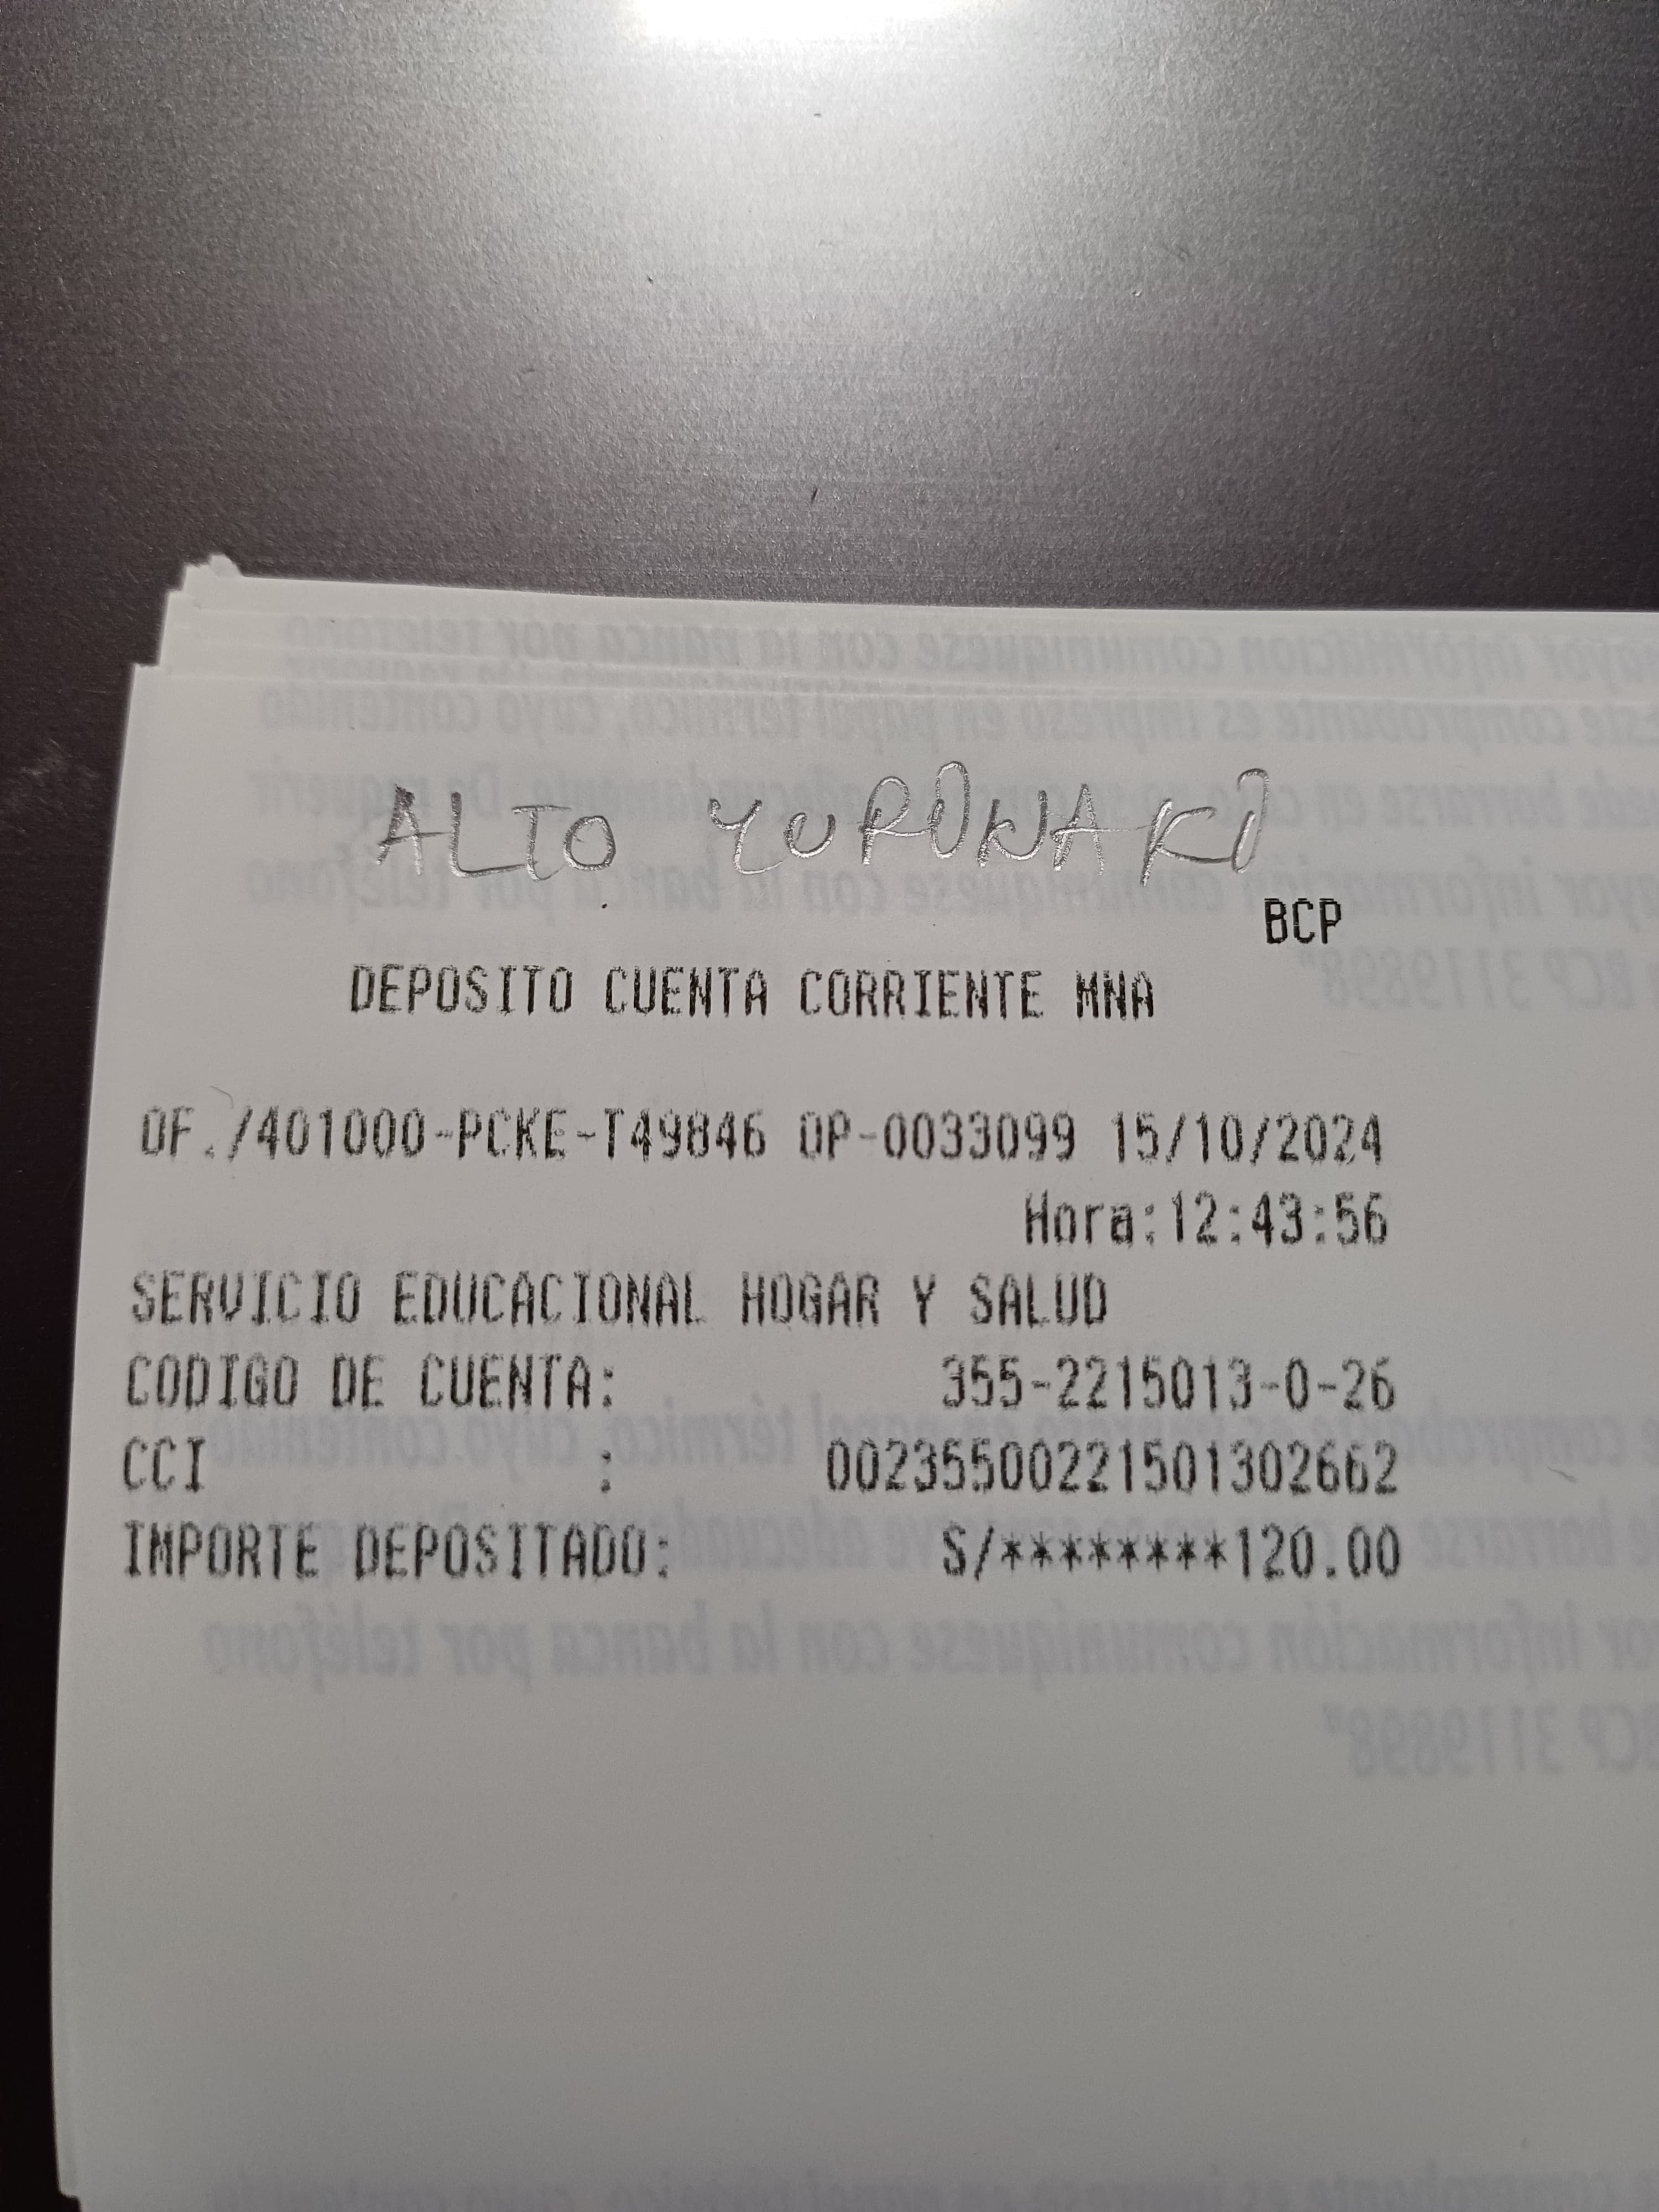 ALTO YURINAKI
BCP
DEPOSITO CUENTA CORRIENTE MNA
OF./401000-PCKE-T49846 OP-0033099 15/10/2024
Hora:12:43:56
SERVICIO EDUCACIONAL HOGAR Y SALUD
CODIGO DE CUENTA: 355-2215013-0-26
CCI : 00235500221501302662
IMPORTE DEPOSITADO: S/********120.00